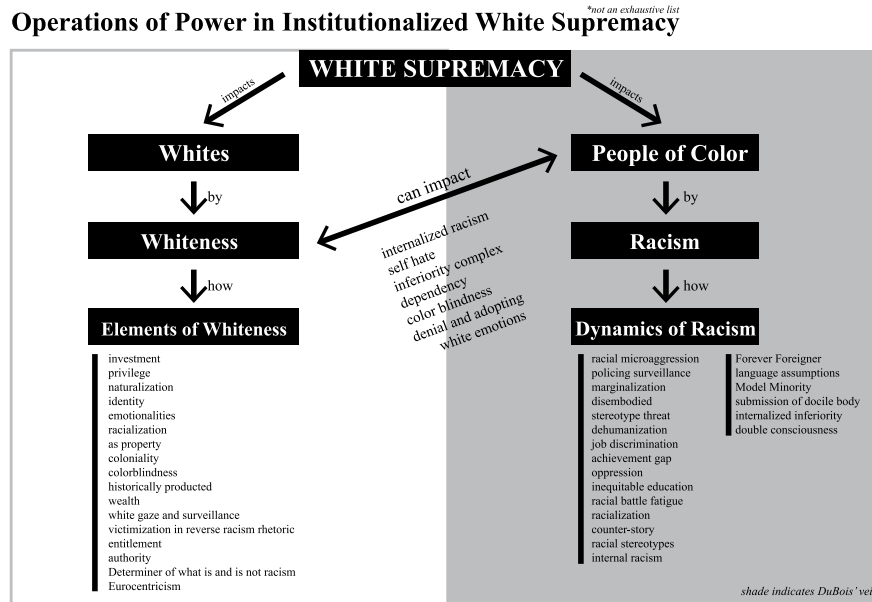 *not an exhaustive list
Operations of Power in Institutionalized White Supremacy
WHITE SUPREMACY
impacts
impacts
Whites
People of Color
by
by
can impact
Whiteness
Racism
internalized racism
self hate
inferiority complex
dependency
color blindness
denial and adopting
white emotions
how
how
Elements of Whiteness
Dynamics of Racism
investment
privilege
naturalization
identity
emotionalities
racialization
as property
coloniality
colorblindness
historically producted
wealth
white gaze and surveillance
victimization in reverse racism rhetoric
entitlement
authority
Determiner of what is and is not racism
Eurocentricism
racial microaggression
policing surveillance
marginalization
disembodied
stereotype threat
dehumanization
job discrimination
achievement gap
oppression
inequitable education
racial battle fatigue
racialization
counter-story
racial stereotypes
internal racism
Forever Foreigner
language assumptions
Model Minority
submission of docile body
internalized inferiority
double consciousness
shade indicates DuBois' vei